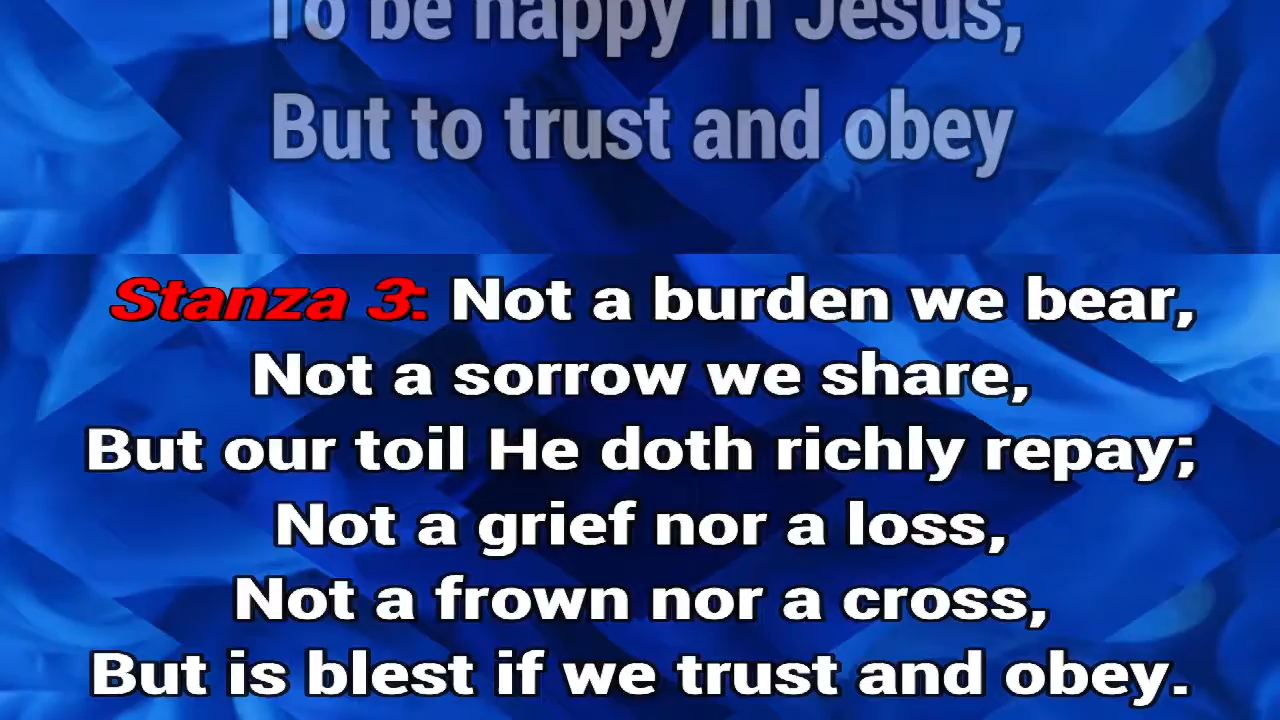 To be happy in Jesus,
But to trust and obey
Stanza 3: Not a burden we bear,
Not a sorrow we share,
But our toil He doth richly repay;
Not a grief nor a loss,
Not a frown nor a cross,
But is blest if we trust and obey.